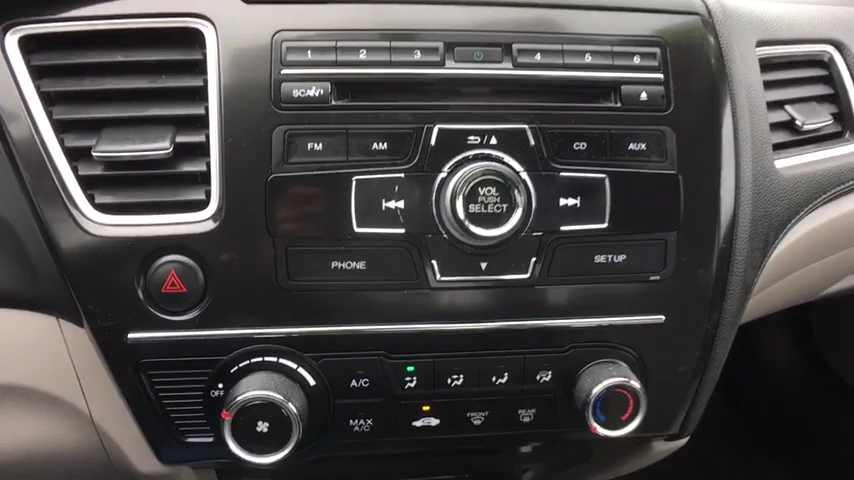 1 2 3 4 5 6
SCAN
FM AM CD AUX
VOL
PUSH
SELECT
PHONE SETUP
OFF
A/C
MAX
A/C
FRONT
REAR